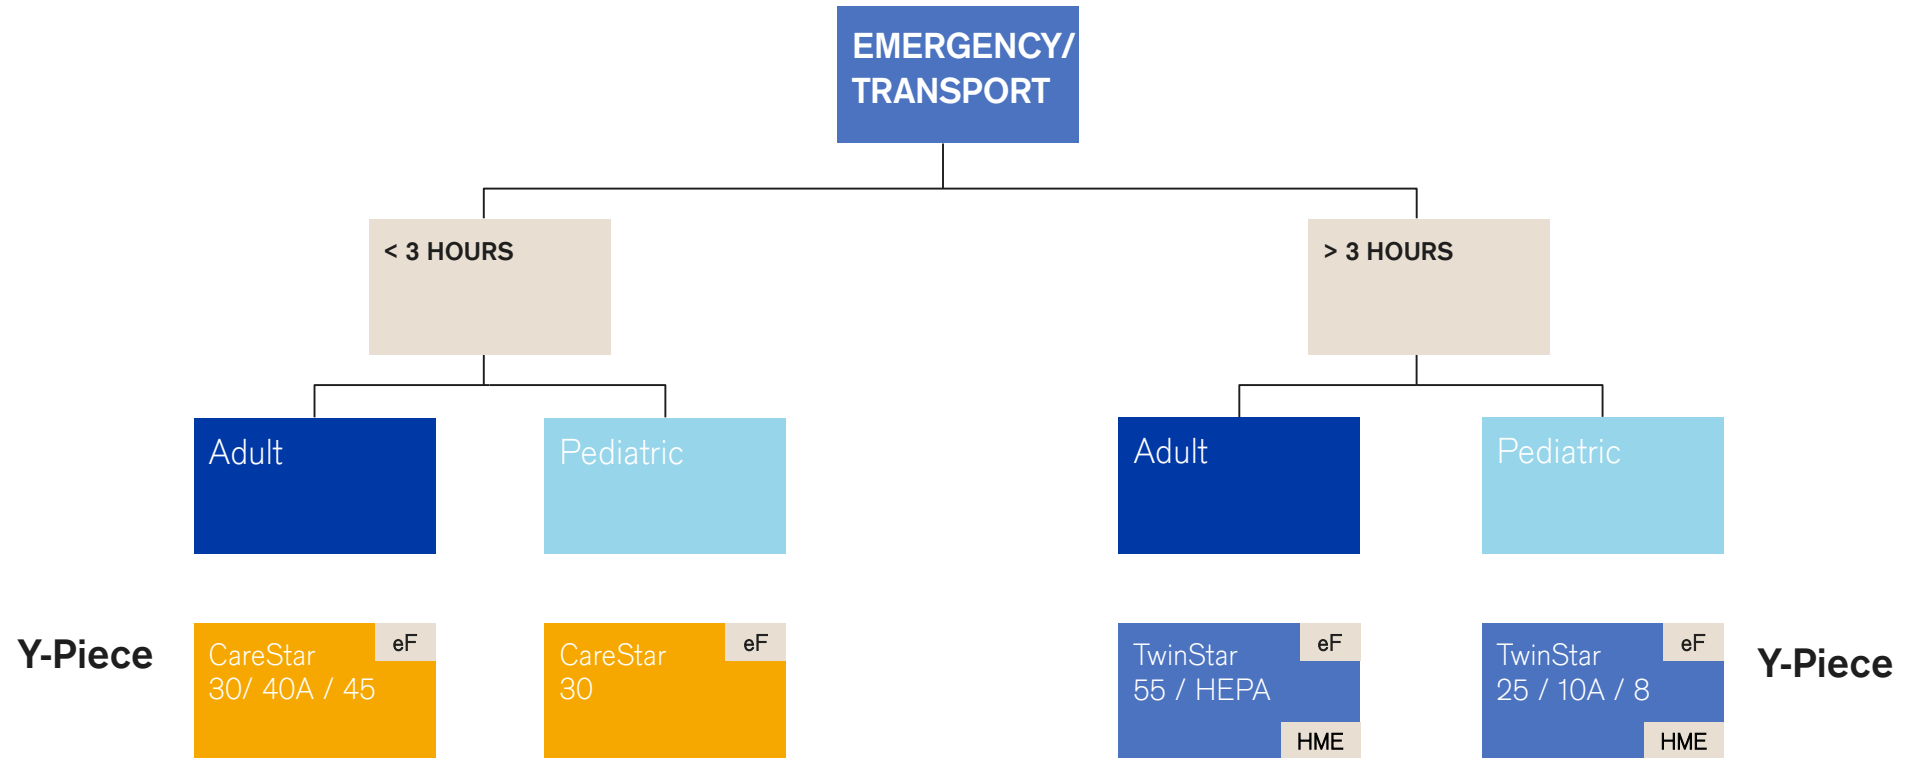 EMERGENCY/
TRANSPORT
< 3 HOURS
> 3 HOURS
Adult
Pediatric
Adult
Pediatric
Y-Piece
CareStar
30/ 40A / 45
eF
CareStar
30
eF
TwinStar
55 / HEPA
eF
HME
TwinStar
25 / 10A / 8
eF
HME
Y-Piece